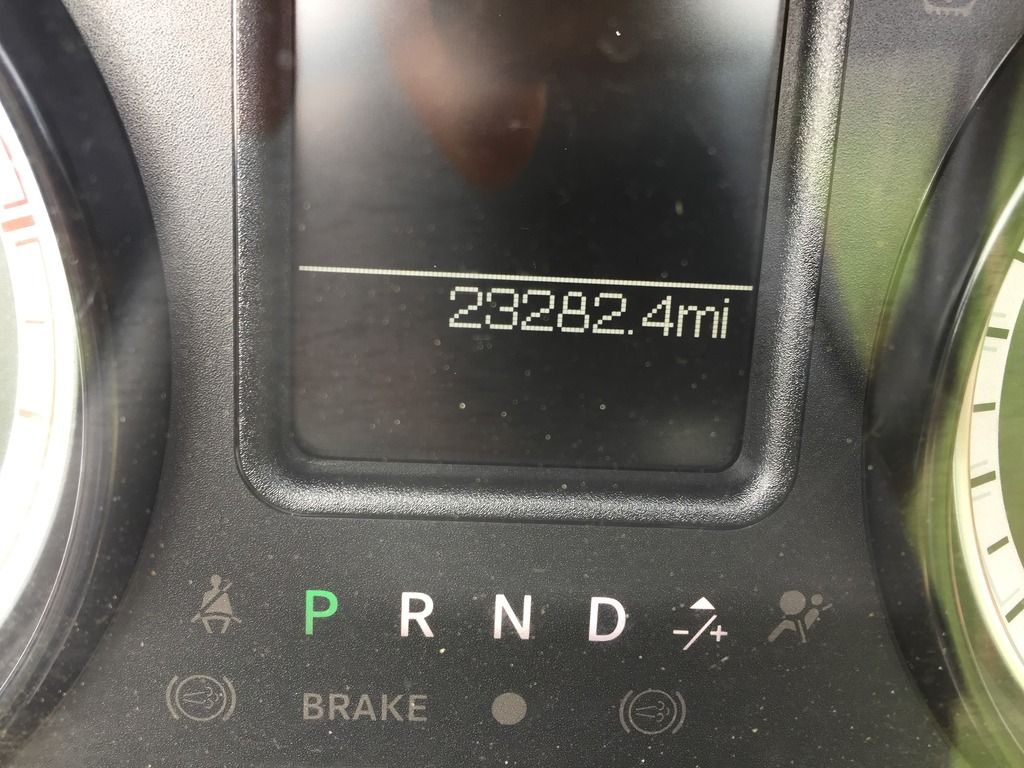 23282.4mi
P R N D -/+
BRAKE